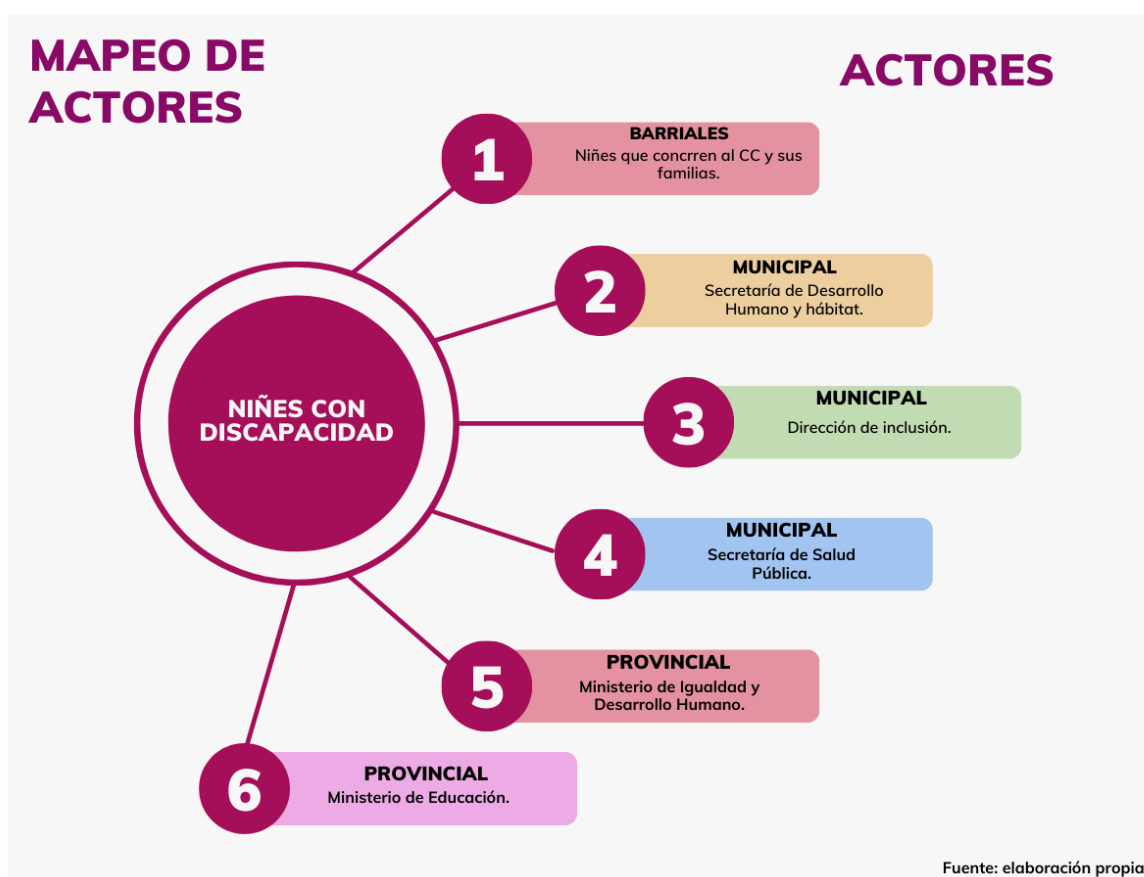 MAPEO DE
ACTORES
ACTORES
1
BARRIALES
Niñes que concrren al CC y sus
familias.
2
MUNICIPAL
Secretaría de Desarrollo
Humano y hábitat.
NIÑES CON
DISCAPACIDAD
3
MUNICIPAL
Dirección de inclusión.
4
MUNICIPAL
Secretaría de Salud
Pública.
5
PROVINCIAL
Ministerio de Igualdad y
Desarrollo Humano.
6
PROVINCIAL
Ministerio de Educación.
Fuente: elaboración propia